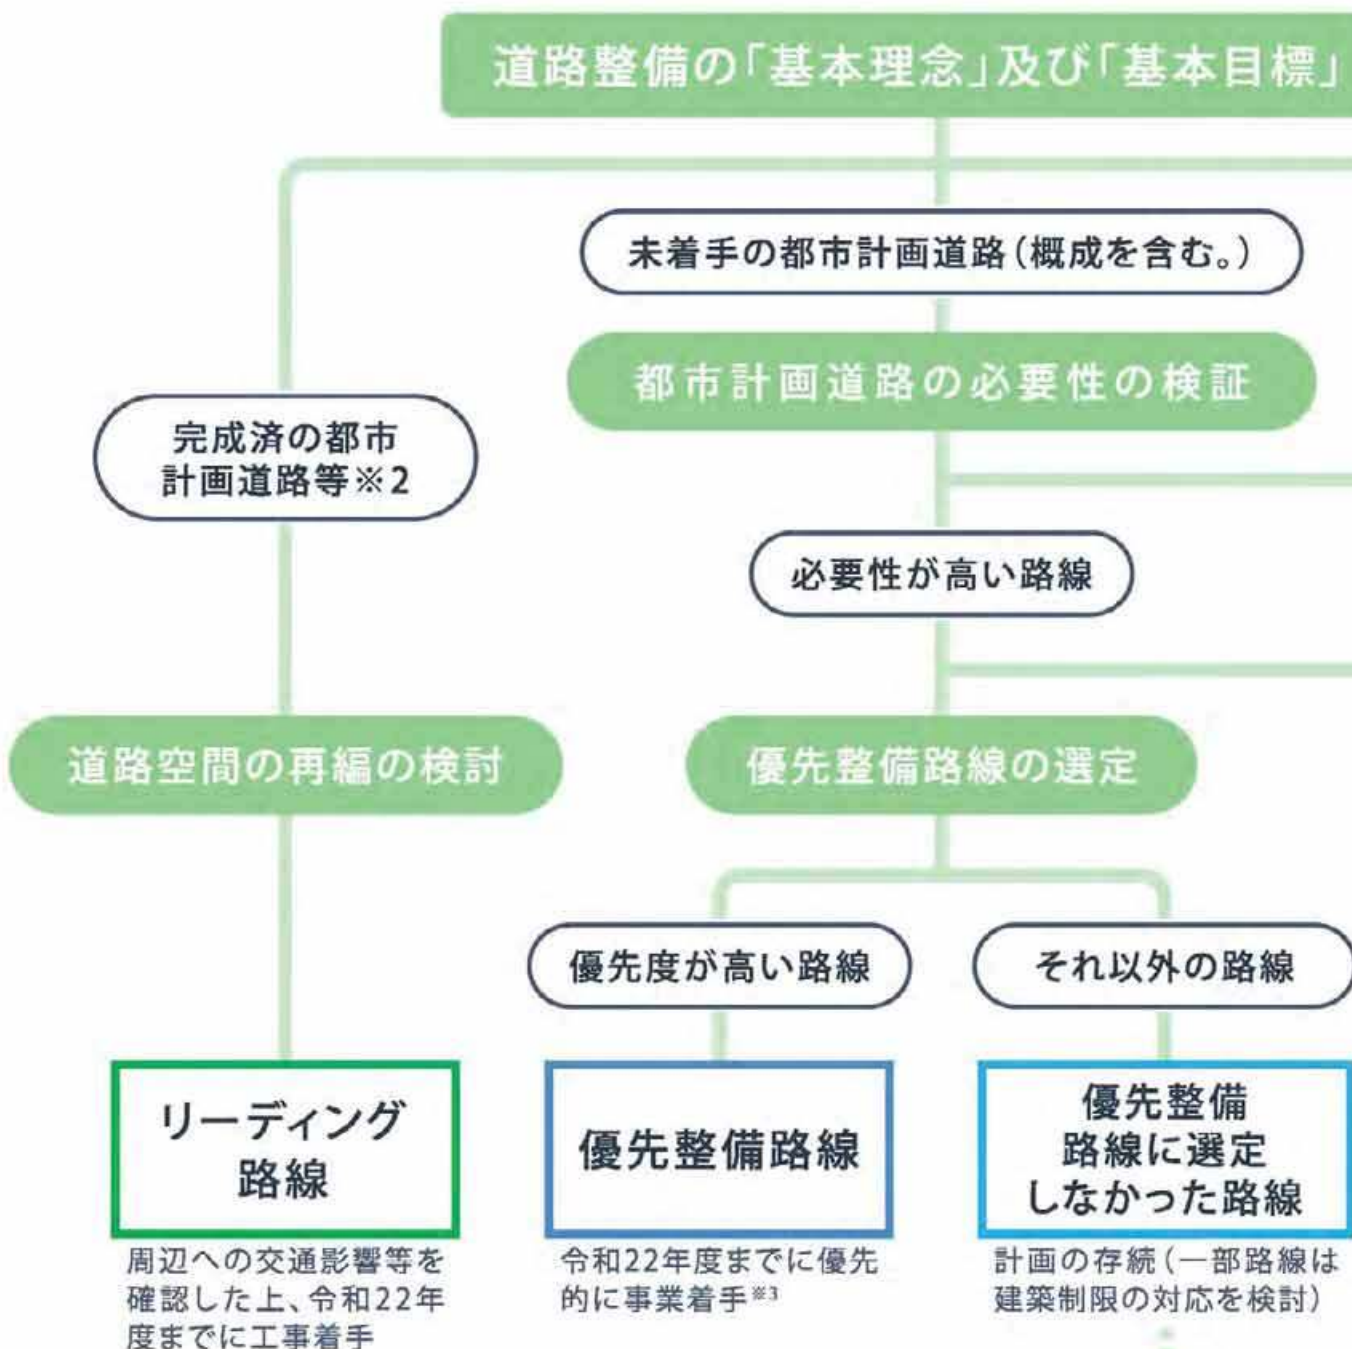 道路整備の「基本理念」及び「基本目標」
未着手の都市計画道路(概成を含む。)
都市計画道路の必要性の検証
完成済の都市
計画道路等※2
必要性が高い路線
道路空間の再編の検討
優先整備路線の選定
優先度が高い路線
それ以外の路線
リーディング
路線
周辺への交通影響等を
確認した上、令和22年
度までに工事着手
優先整備路線
令和22年度までに優先
的に事業着手※3
優先整備
路線に選定
しなかった路線
計画の存続(一部路線は
建築制限の対応を検討)